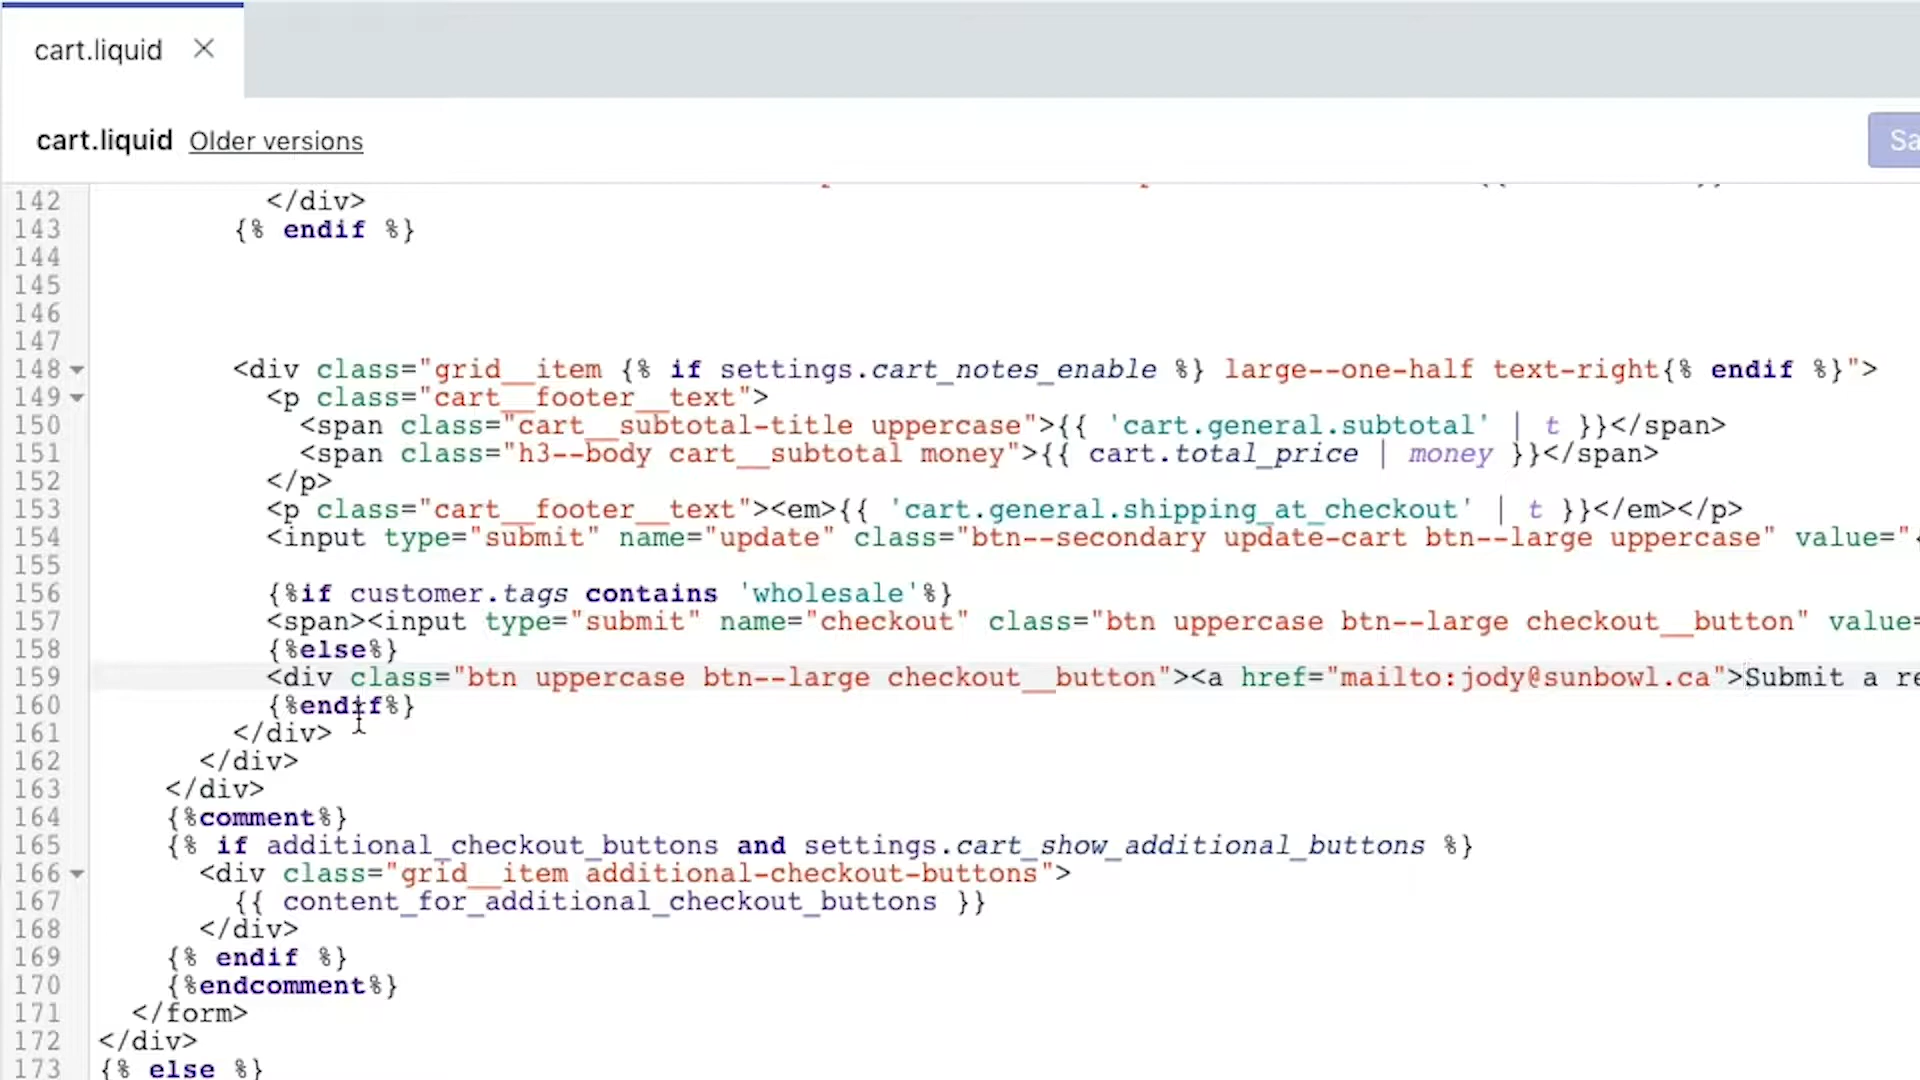 cart.liquid
cart.liquid Older versions
142 </div>
143 {% endif %}
144
145
146
147
148 <div class="grid__item {% if settings.cart_notes_enable %} large--one-half text-right{% endif %}">
149 <p class="cart__footer__text">
150 <span class="cart__subtotal-title uppercase">{{ 'cart.general.subtotal' | t }}</span>
151 <span class="h3--body cart__subtotal money">{{ cart.total_price | money }}</span>
152 </p>
153 <p class="cart__footer__text"><em>{{ 'cart.general.shipping_at_checkout' | t }}</em></p>
154 <input type="submit" name="update" class="btn--secondary update-cart btn--large uppercase" value="
155
156 {%if customer.tags contains 'wholesale'%}
157 <span><input type="submit" name="checkout" class="btn uppercase btn--large checkout__button" value=
158 {%else%}
159 <div class="btn uppercase btn--large checkout__button"><a href="mailto:jody@sunbowl.ca">Submit a re
160 {%endif%}
161 </div>
162 </div>
163 </div>
164 {%comment%}
165 {% if additional_checkout_buttons and settings.cart_show_additional_buttons %}
166 <div class="grid__item additional-checkout-buttons">
167 {{ content_for_additional_checkout_buttons }}
168 </div>
169 {% endif %}
170 {%endcomment%}
171 </form>
172 </div>
173 {% else %}